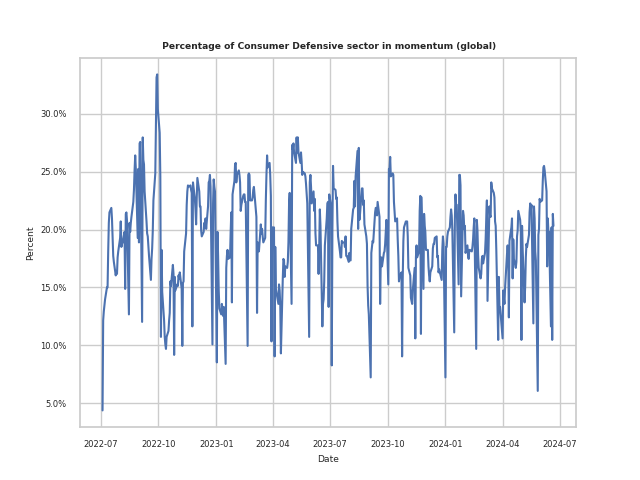 Percentage of Consumer Defensive sector in momentum (global)
30.0%
25.0%
20.0%
15.0%
10.0%
5.0%
Percent
2022-07 2022-10 2023-01 2023-04 2023-07 2023-10 2024-01 2024-04 2024-07
Date